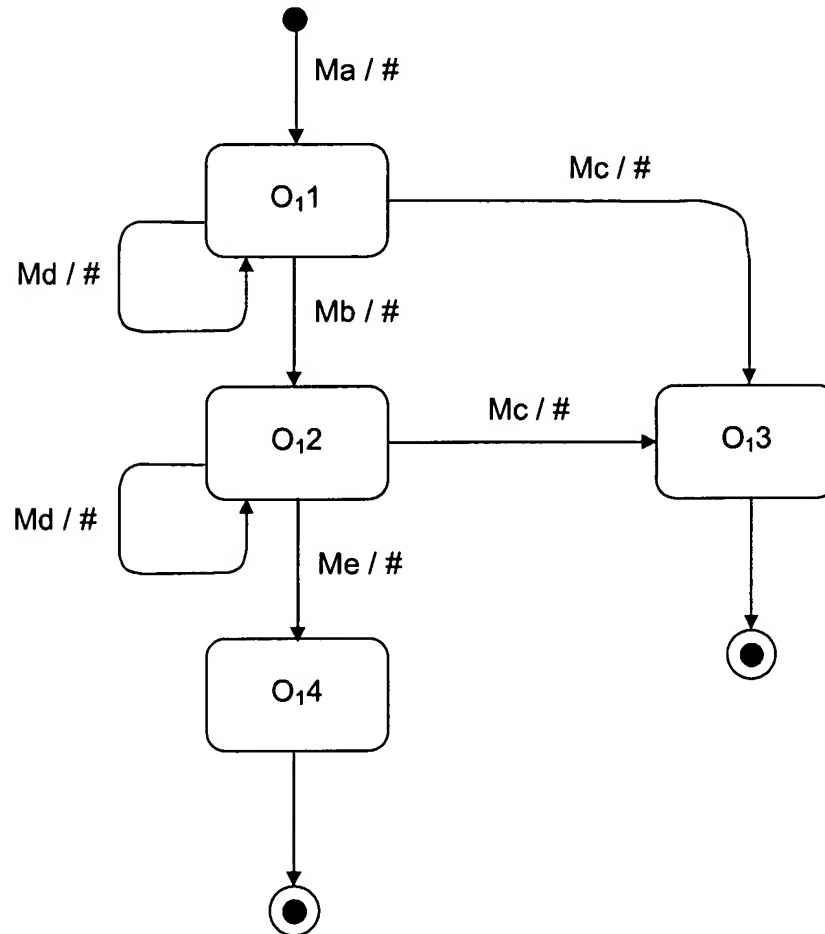 Ma / #
Mc / #
O₁1
Md / #
Mb / #
Mc / #
O₁2
O₁3
Md / #
Me / #
O₁4